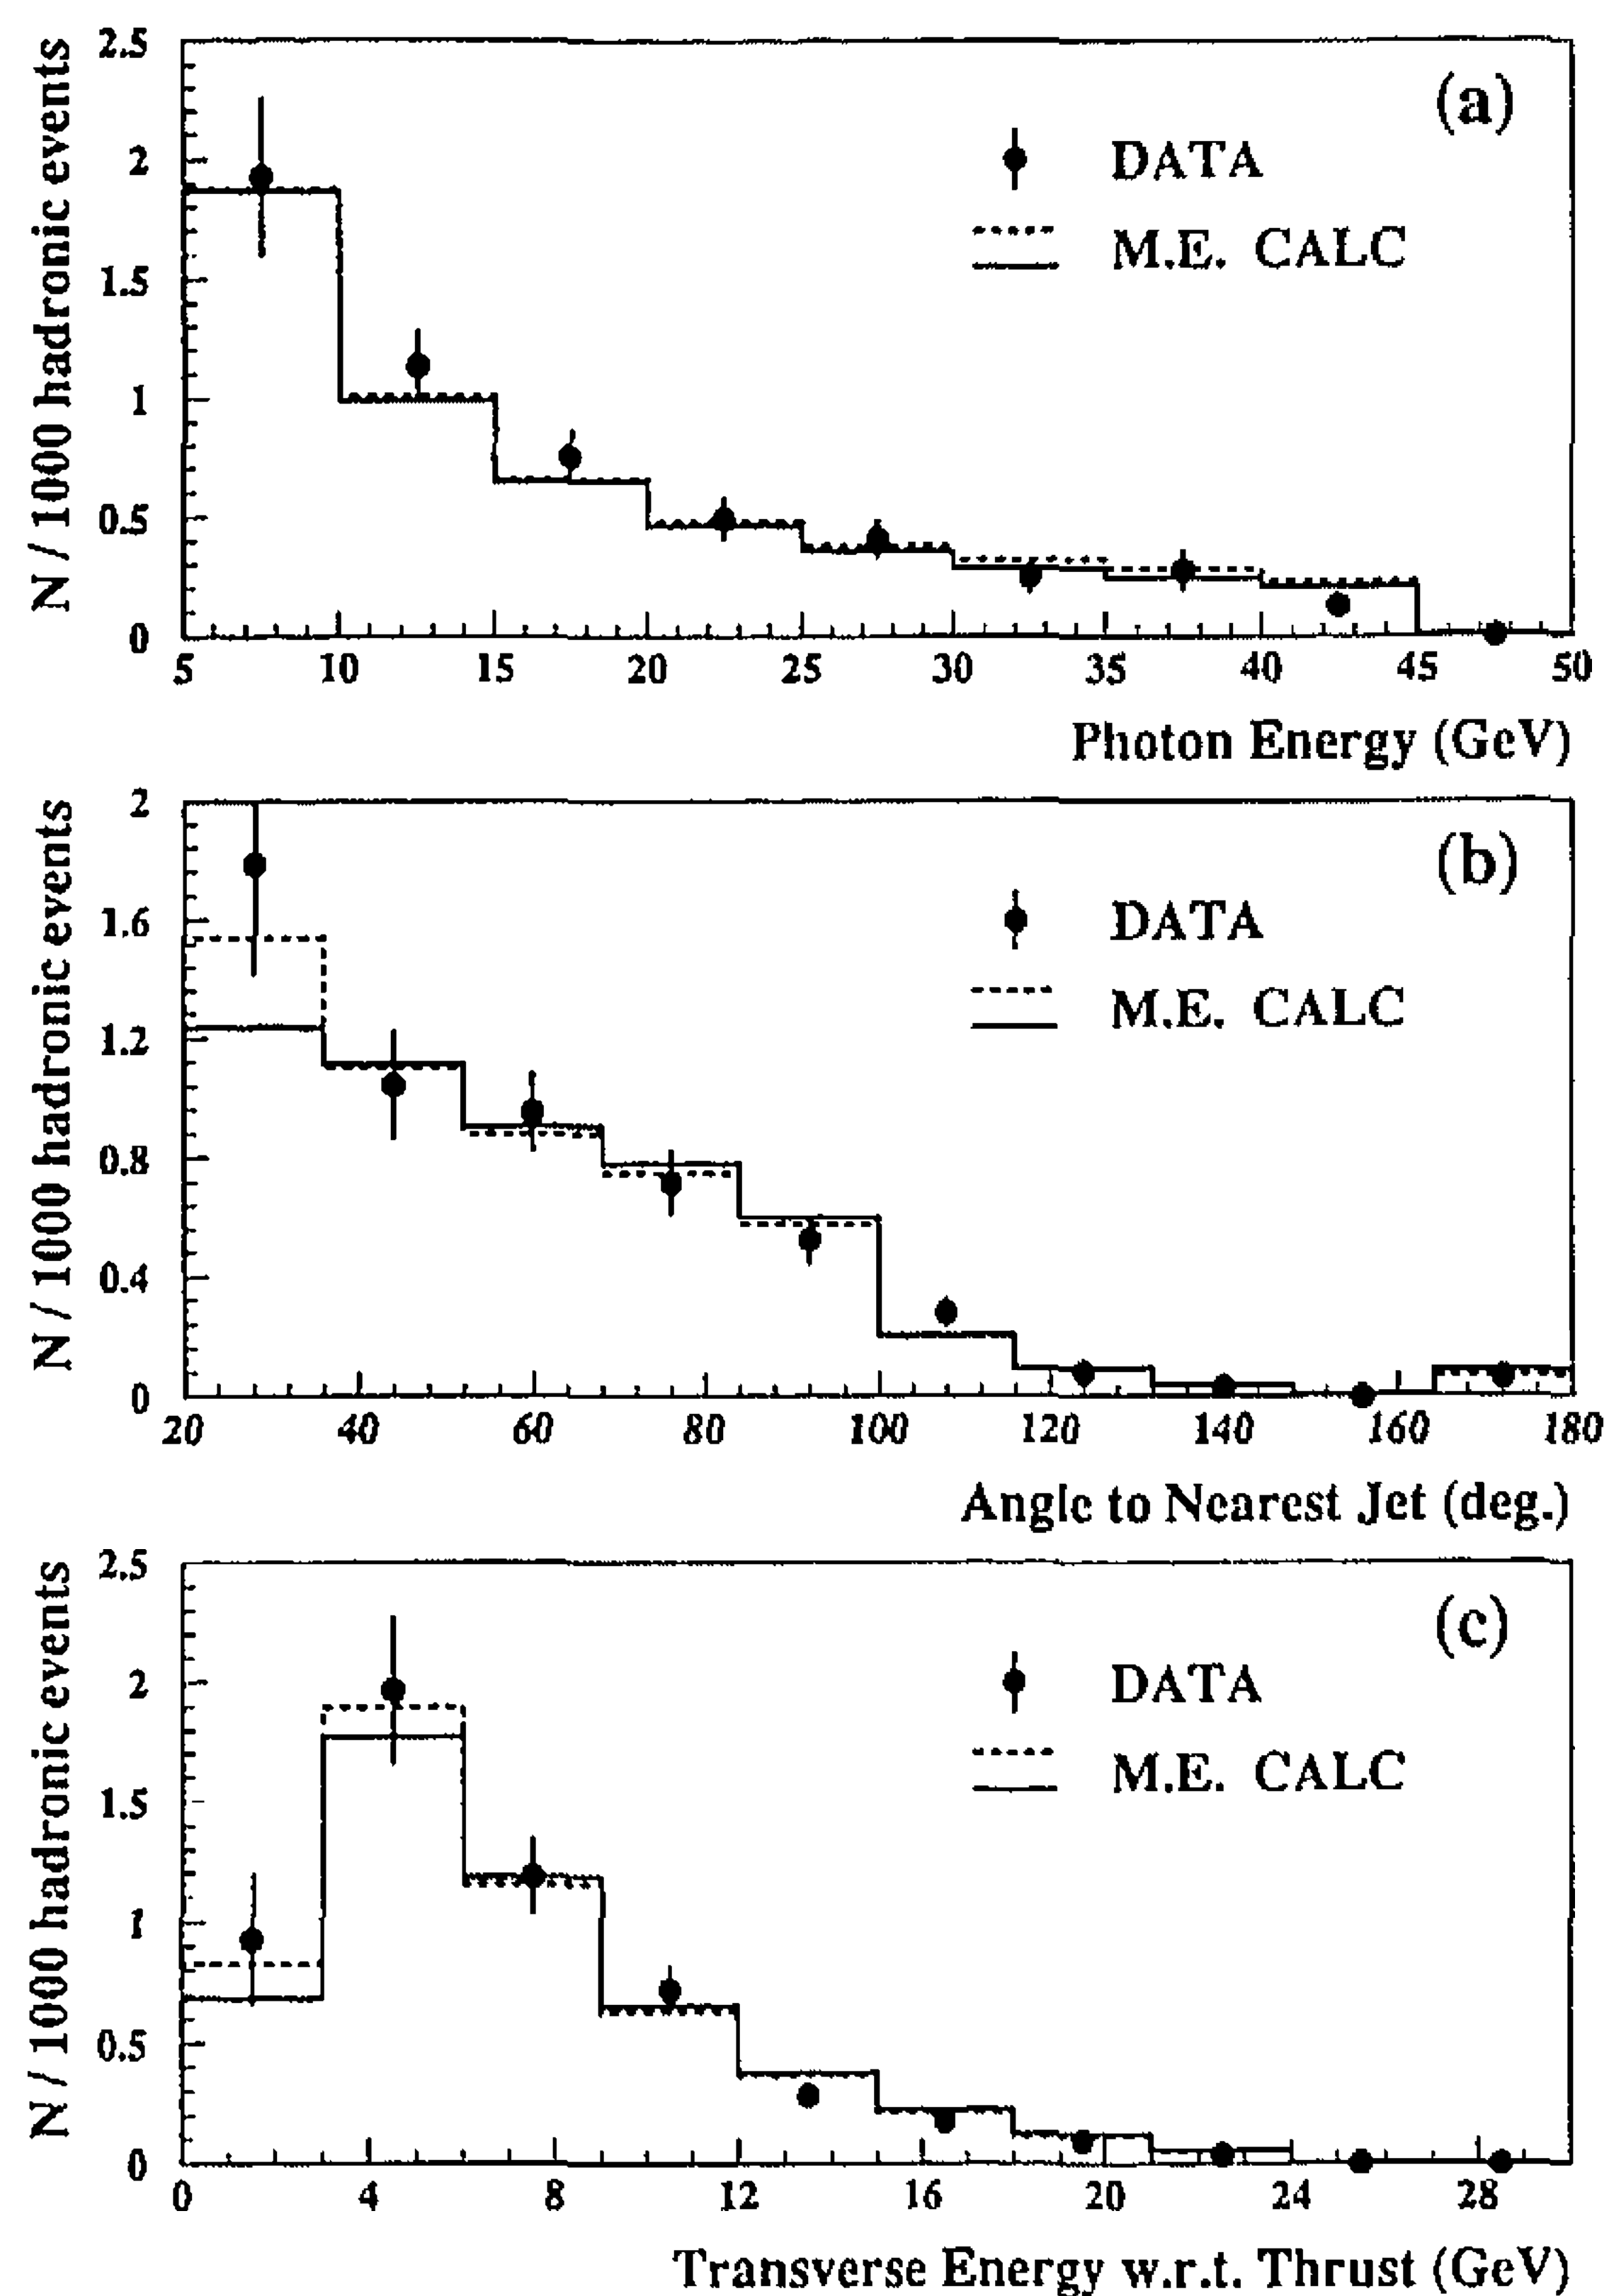 (a)
N / 1000 hadronic events
2.5
2
1.5
1
0.5
0
DATA
M.E. CALC
5 10 15 20 25 30 35 40 45 50
Photon Energy (GeV)
(b)
N / 1000 hadronic events
2
1.6
1.2
0.8
0.4
0
DATA
M.E. CALC
20 40 60 80 100 120 140 160 180
Angle to Nearest Jet (deg.)
(c)
N / 1000 hadronic events
2.5
2
1.5
1
0.5
0
DATA
M.E. CALC
0 4 8 12 16 20 24 28
Transverse Energy w.r.t. Thrust (GeV)